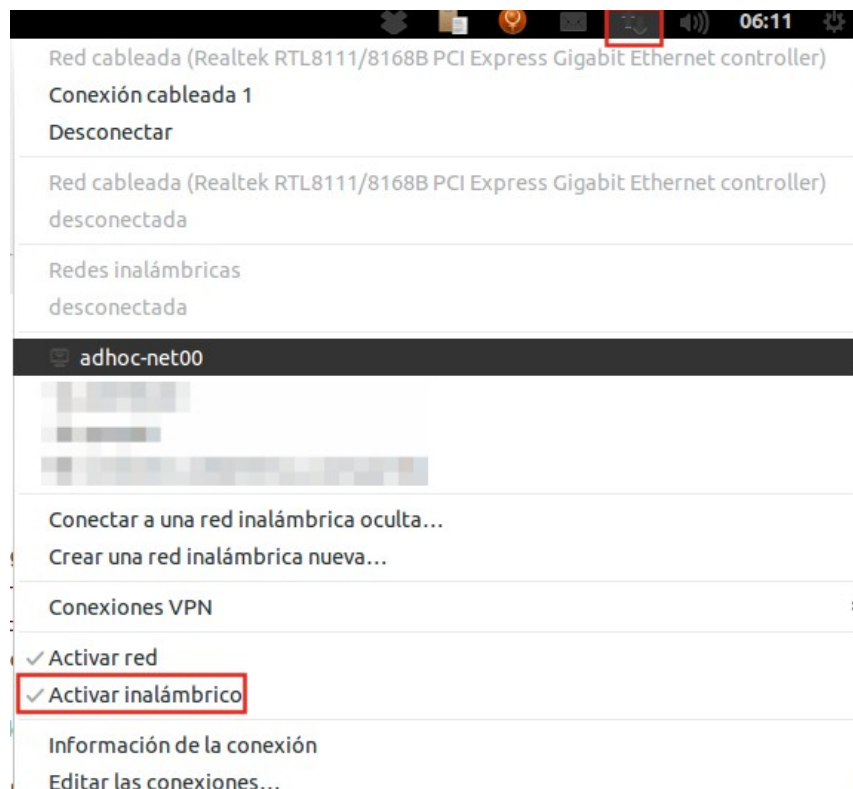 06:11
Red cableada (Realtek RTL8111/8168B PCI Express Gigabit Ethernet controller)
Conexión cableada 1
Desconectar
Red cableada (Realtek RTL8111/8168B PCI Express Gigabit Ethernet controller)
desconectada
Redes inalámbricas
desconectada
adhoc-net00
Conectar a una red inalámbrica oculta...
Crear una red inalámbrica nueva...
Conexiones VPN
Activar red
Activar inalámbrico
Información de la conexión
Editar las conexiones...